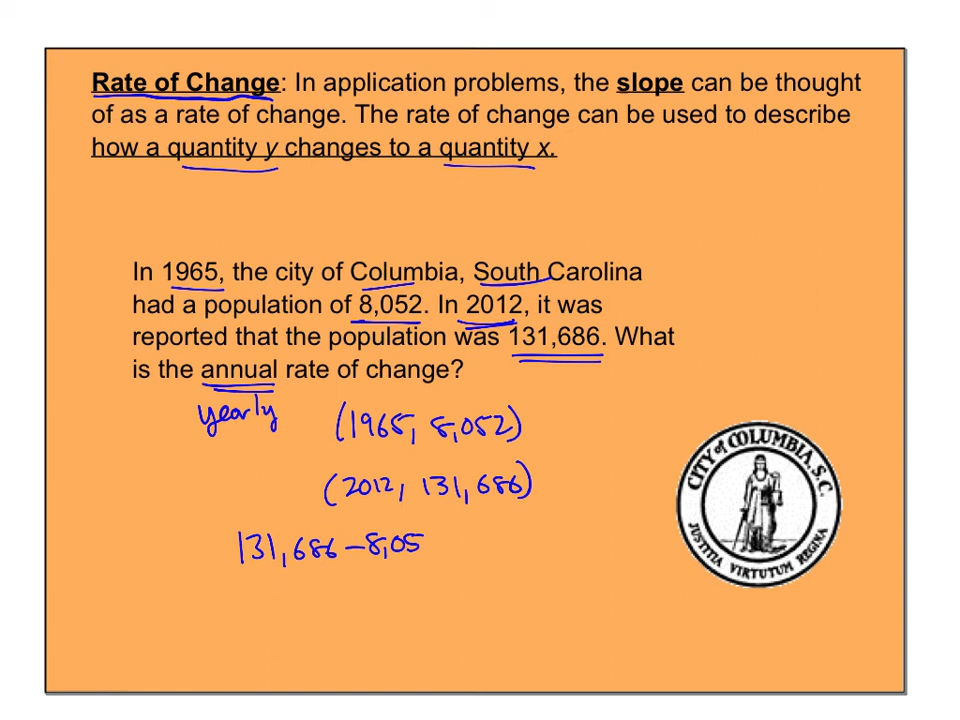 Rate of Change: In application problems, the slope can be thought
of as a rate of change. The rate of change can be used to describe
how a quantity y changes to a quantity x.
In 1965, the city of Columbia, South Carolina
had a population of 8,052. In 2012, it was
reported that the population was 131,686. What
is the annual rate of change?
yearly
(1965, 8,052)
(2012, 131,686)
131,686 – 8,05
CITY of COLUMBIA, S.C.
JUSTITIA VIRTUTUM REGINA